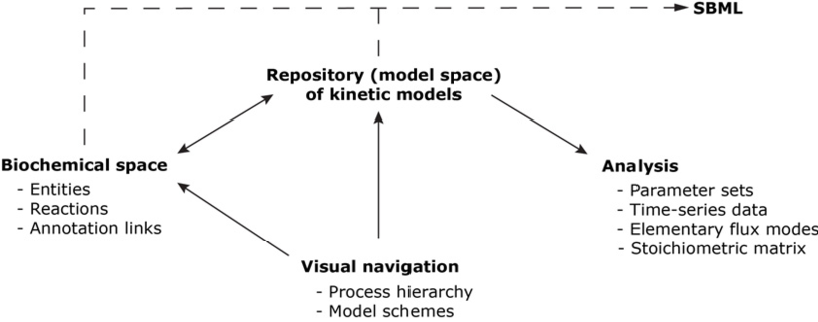 SBML
Repository (model space)
of kinetic models
Biochemical space
- Entities
- Reactions
- Annotation links
Analysis
- Parameter sets
- Time-series data
- Elementary flux modes
- Stoichiometric matrix
Visual navigation
- Process hierarchy
- Model schemes